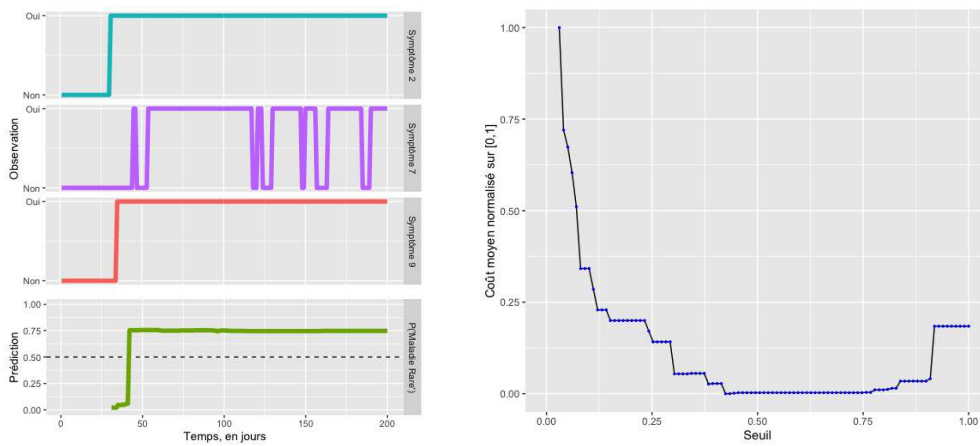 Observation
Oui
Non
Symptôme 2
Oui
Non
Symptôme 7
Oui
Non
Symptôme 9
Prédiction
1.00
0.75
0.50
0.25
0.00
P('Maladie Rare')
0
50
100
150
200
Temps, en jours
Coût moyen normalisé sur [0,1]
1.00
0.75
0.50
0.25
0.00
0.00
0.25
0.50
0.75
1.00
Seuil